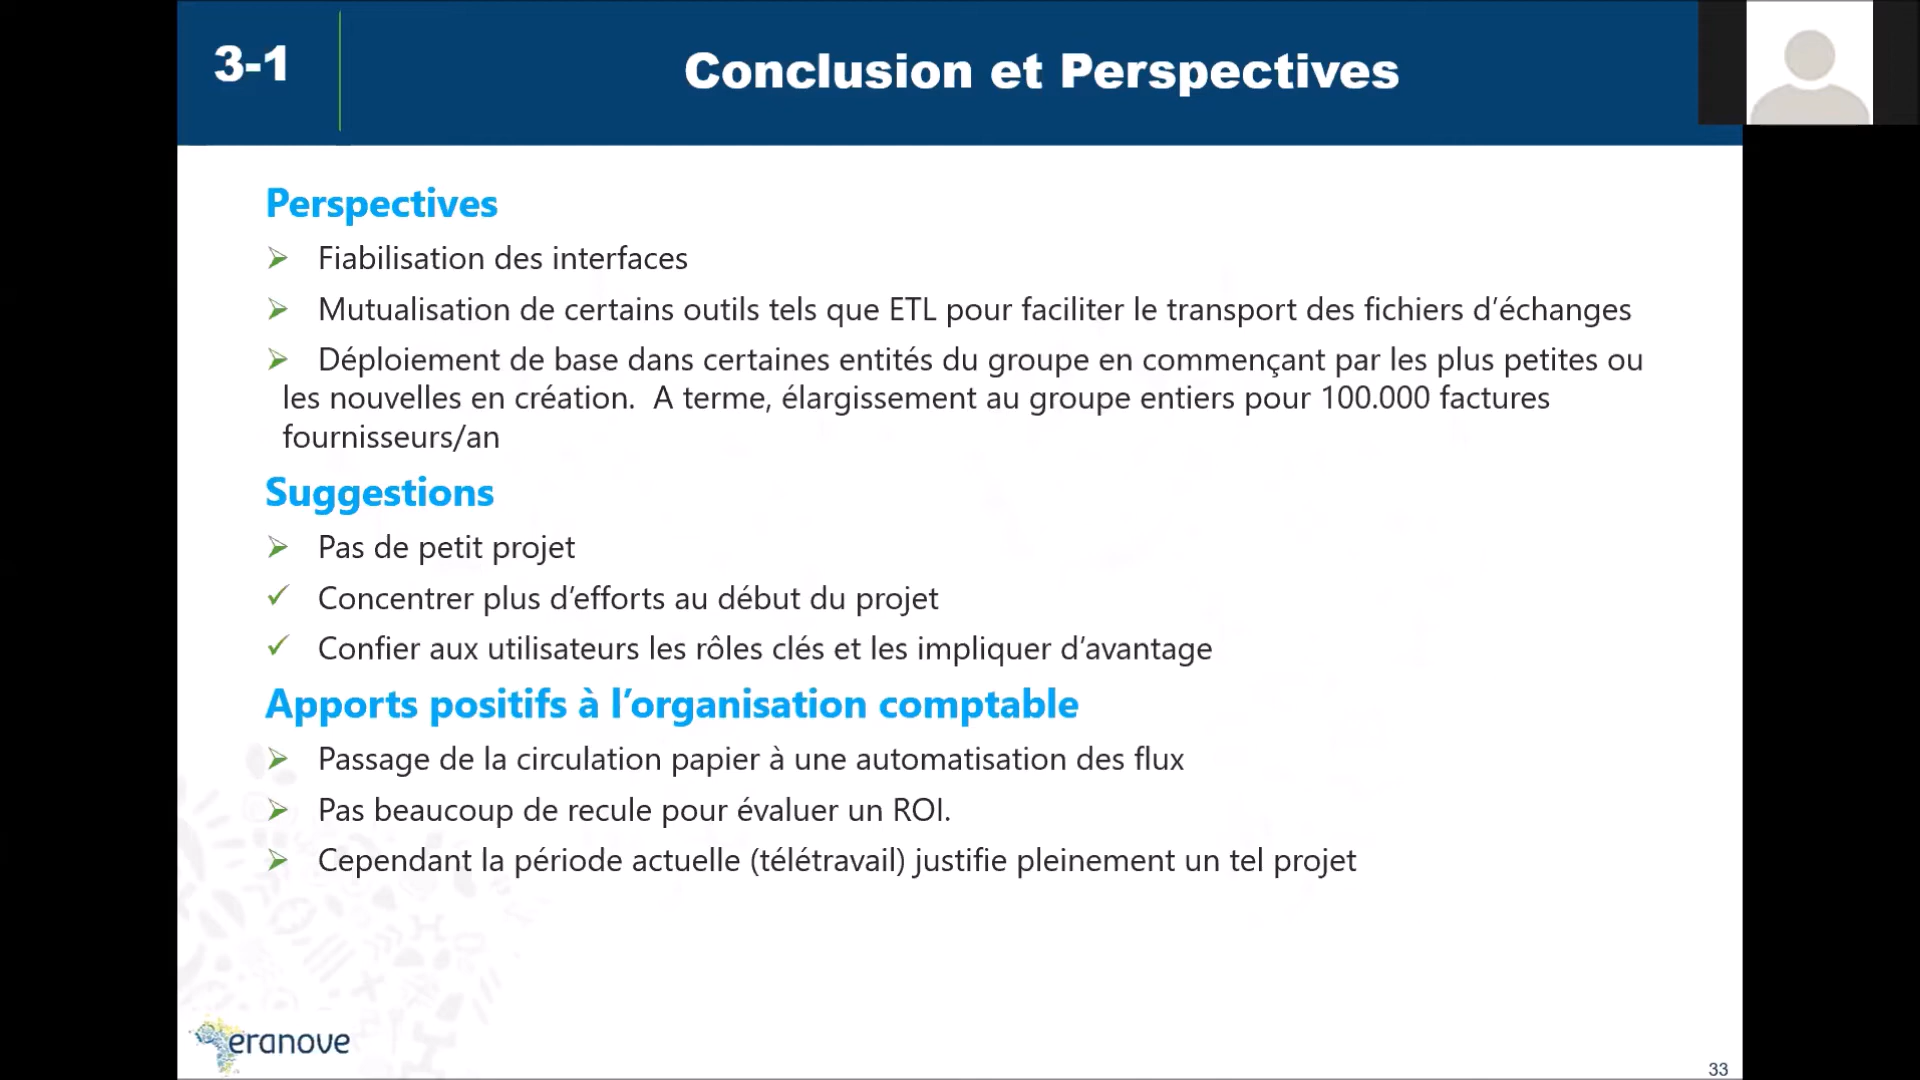 3-1
Conclusion et Perspectives
Perspectives
Fiabilisation des interfaces
Mutualisation de certains outils tels que ETL pour faciliter le transport des fichiers d’échanges
Déploiement de base dans certaines entités du groupe en commençant par les plus petites ou
les nouvelles en création.  A terme, élargissement au groupe entiers pour 100.000 factures
fournisseurs/an
Suggestions
Pas de petit projet
Concentrer plus d’efforts au début du projet
Confier aux utilisateurs les rôles clés et les impliquer d’avantage
Apports positifs à l’organisation comptable
Passage de la circulation papier à une automatisation des flux
Pas beaucoup de recule pour évaluer un ROI.
Cependant la période actuelle (télétravail) justifie pleinement un tel projet
eranove
33